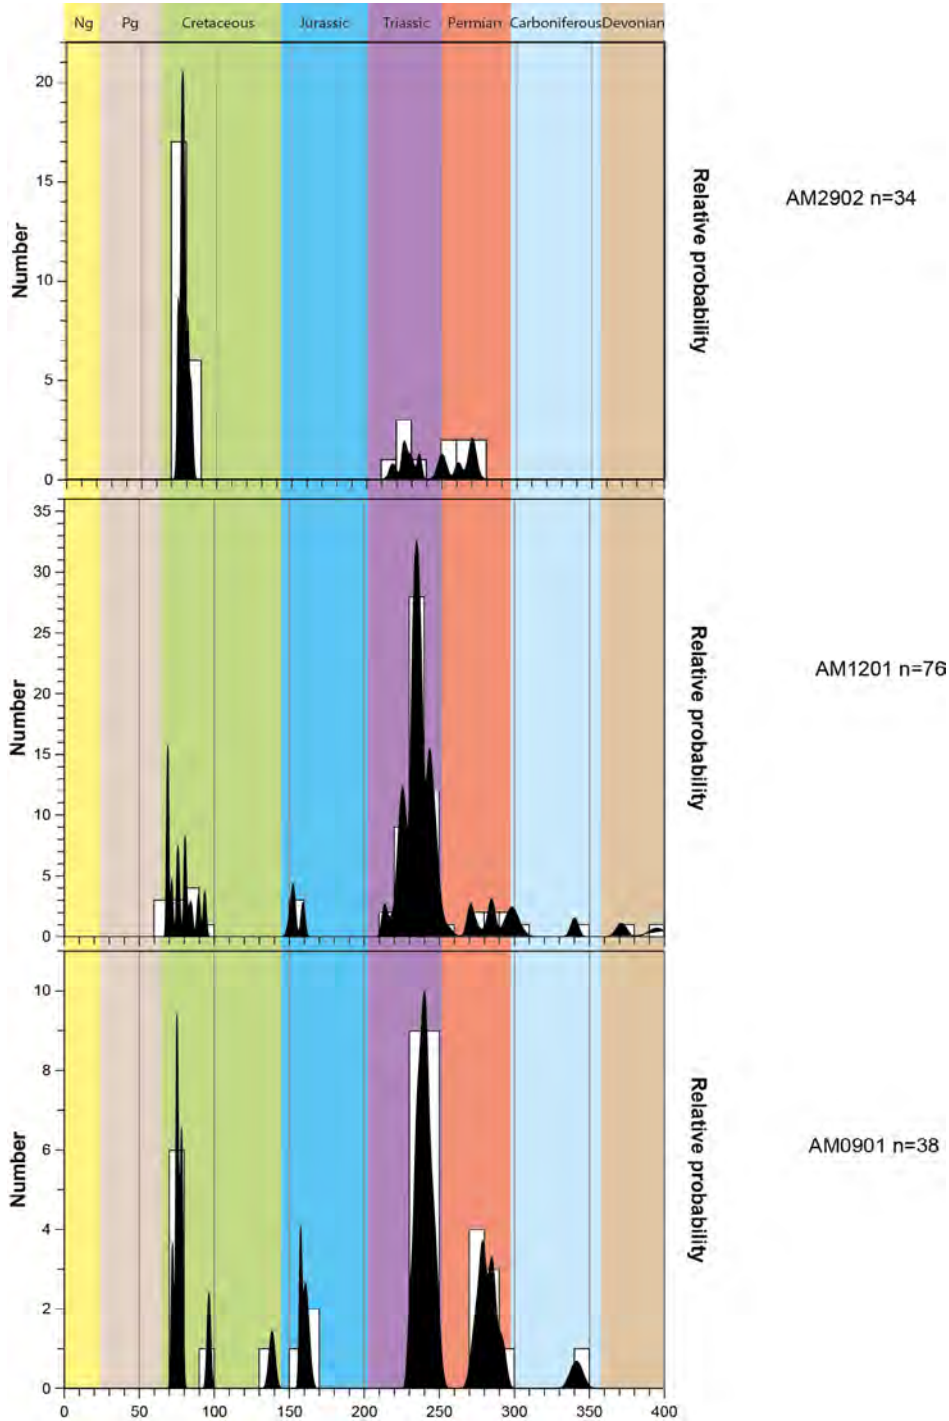 Ng Pg Cretaceous Jurassic Triassic Permian Carboniferous Devonian
20
15
10
5
0
Number
Relative probability
AM2902 n=34
35
30
25
20
15
10
5
0
Number
Relative probability
AM1201 n=76
10
8
6
4
2
0
Number
Relative probability
AM0901 n=38
0 50 100 150 200 250 300 350 400